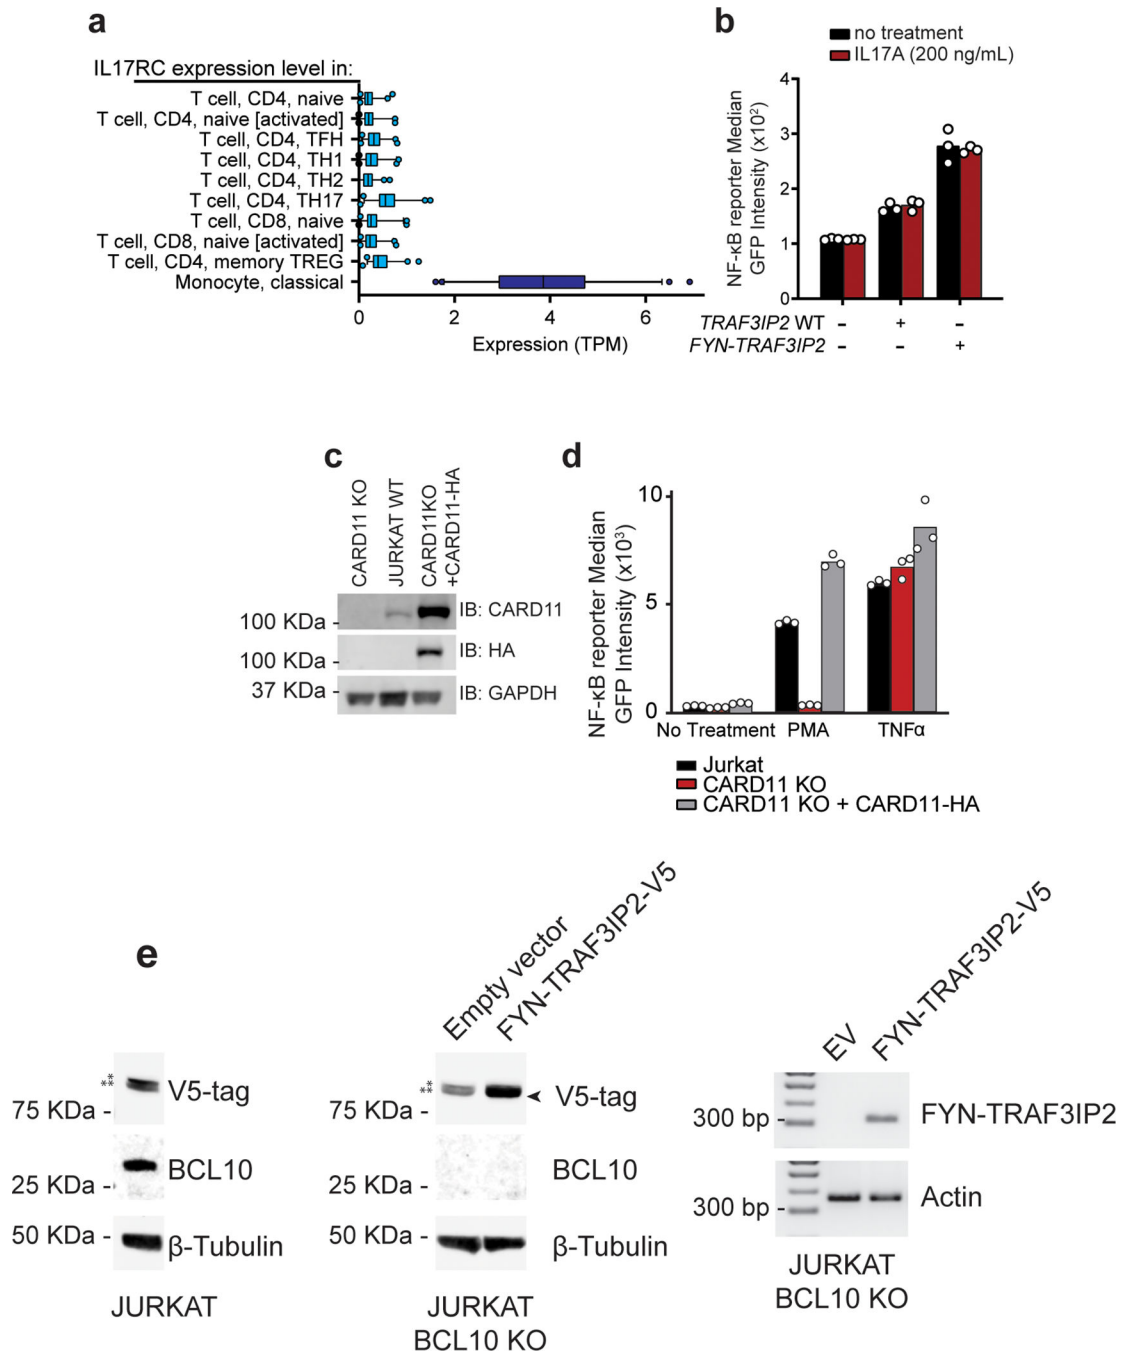 a
IL17RC expression level in:
T cell, CD4, naive
T cell, CD4, naive [activated]
T cell, CD4, TFH
T cell, CD4, TH1
T cell, CD4, TH2
T cell, CD4, TH17
T cell, CD8, naive
T cell, CD8, naive [activated]
T cell, CD4, memory TREG
Monocyte, classical
0 2 4 6
Expression (TPM)
b
no treatment
IL17A (200 ng/mL)
NF-κB reporter Median
GFP Intensity (x10²)
4
3
2
1
0
TRAF3IP2 WT - + -
FYN-TRAF3IP2 - - +
c
CARD11 KO
JURKAT WT
CARD11KO
+CARD11-HA
100 KDa - IB: CARD11
100 KDa - IB: HA
37 KDa - IB: GAPDH
d
NF-κB reporter Median
GFP Intensity (x10³)
10
5
0
No Treatment PMA TNFα
Jurkat
CARD11 KO
CARD11 KO + CARD11-HA
e
** V5-tag
75 KDa -
BCL10
25 KDa -
50 KDa - β-Tubulin
JURKAT
Empty vector
FYN-TRAF3IP2-V5
** V5-tag
75 KDa -
BCL10
25 KDa -
50 KDa - β-Tubulin
JURKAT
BCL10 KO
EV
FYN-TRAF3IP2-V5
300 bp - FYN-TRAF3IP2
300 bp - Actin
JURKAT
BCL10 KO